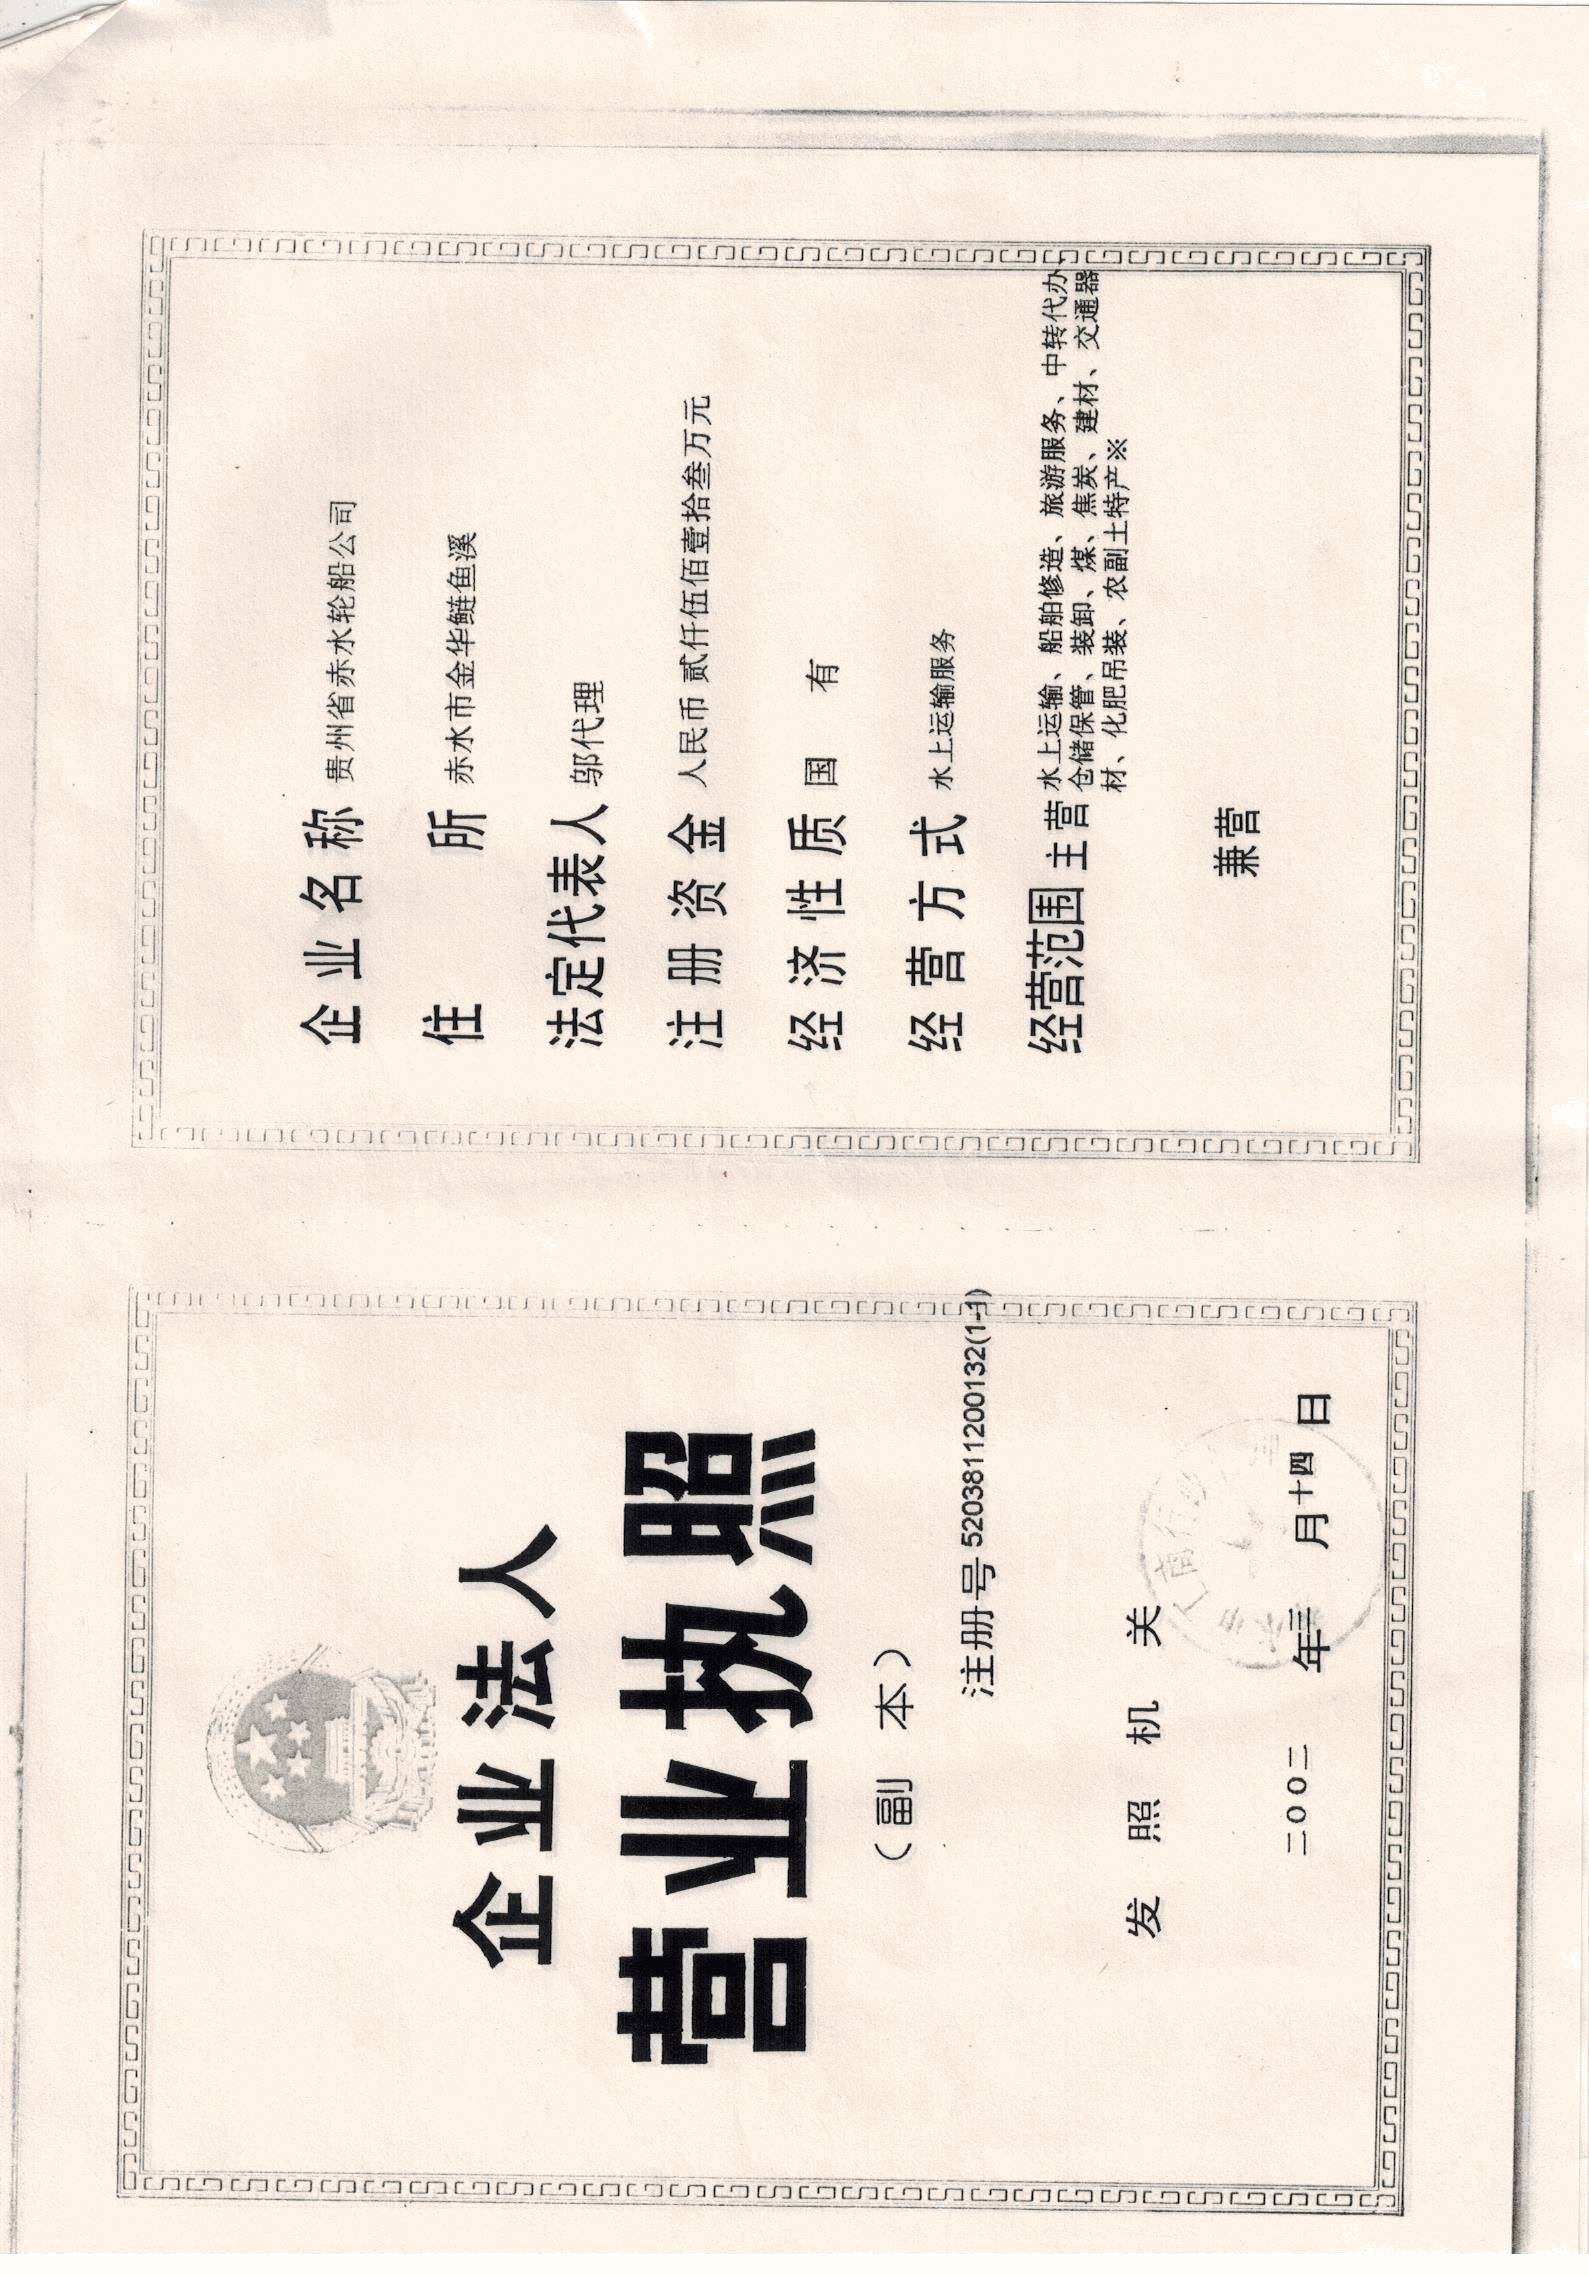 企业法人
营业执照
（副 本）
注册号 5203811200132(1-1)
发照机关
二〇〇二年三月十四日
企业名称 贵州省赤水轮船公司
住所 赤水市金华鲢鱼溪
法定代表人 邬代理
注册资金 人民币 贰仟伍佰壹拾叁万元
经济性质 国有
经营方式 水上运输服务
经营范围 主营 水上运输、船舶修造、旅游服务、中转代办、
仓储保管、装卸、煤、焦炭、建材、交通器
材、化肥吊装、农副土特产※
兼营